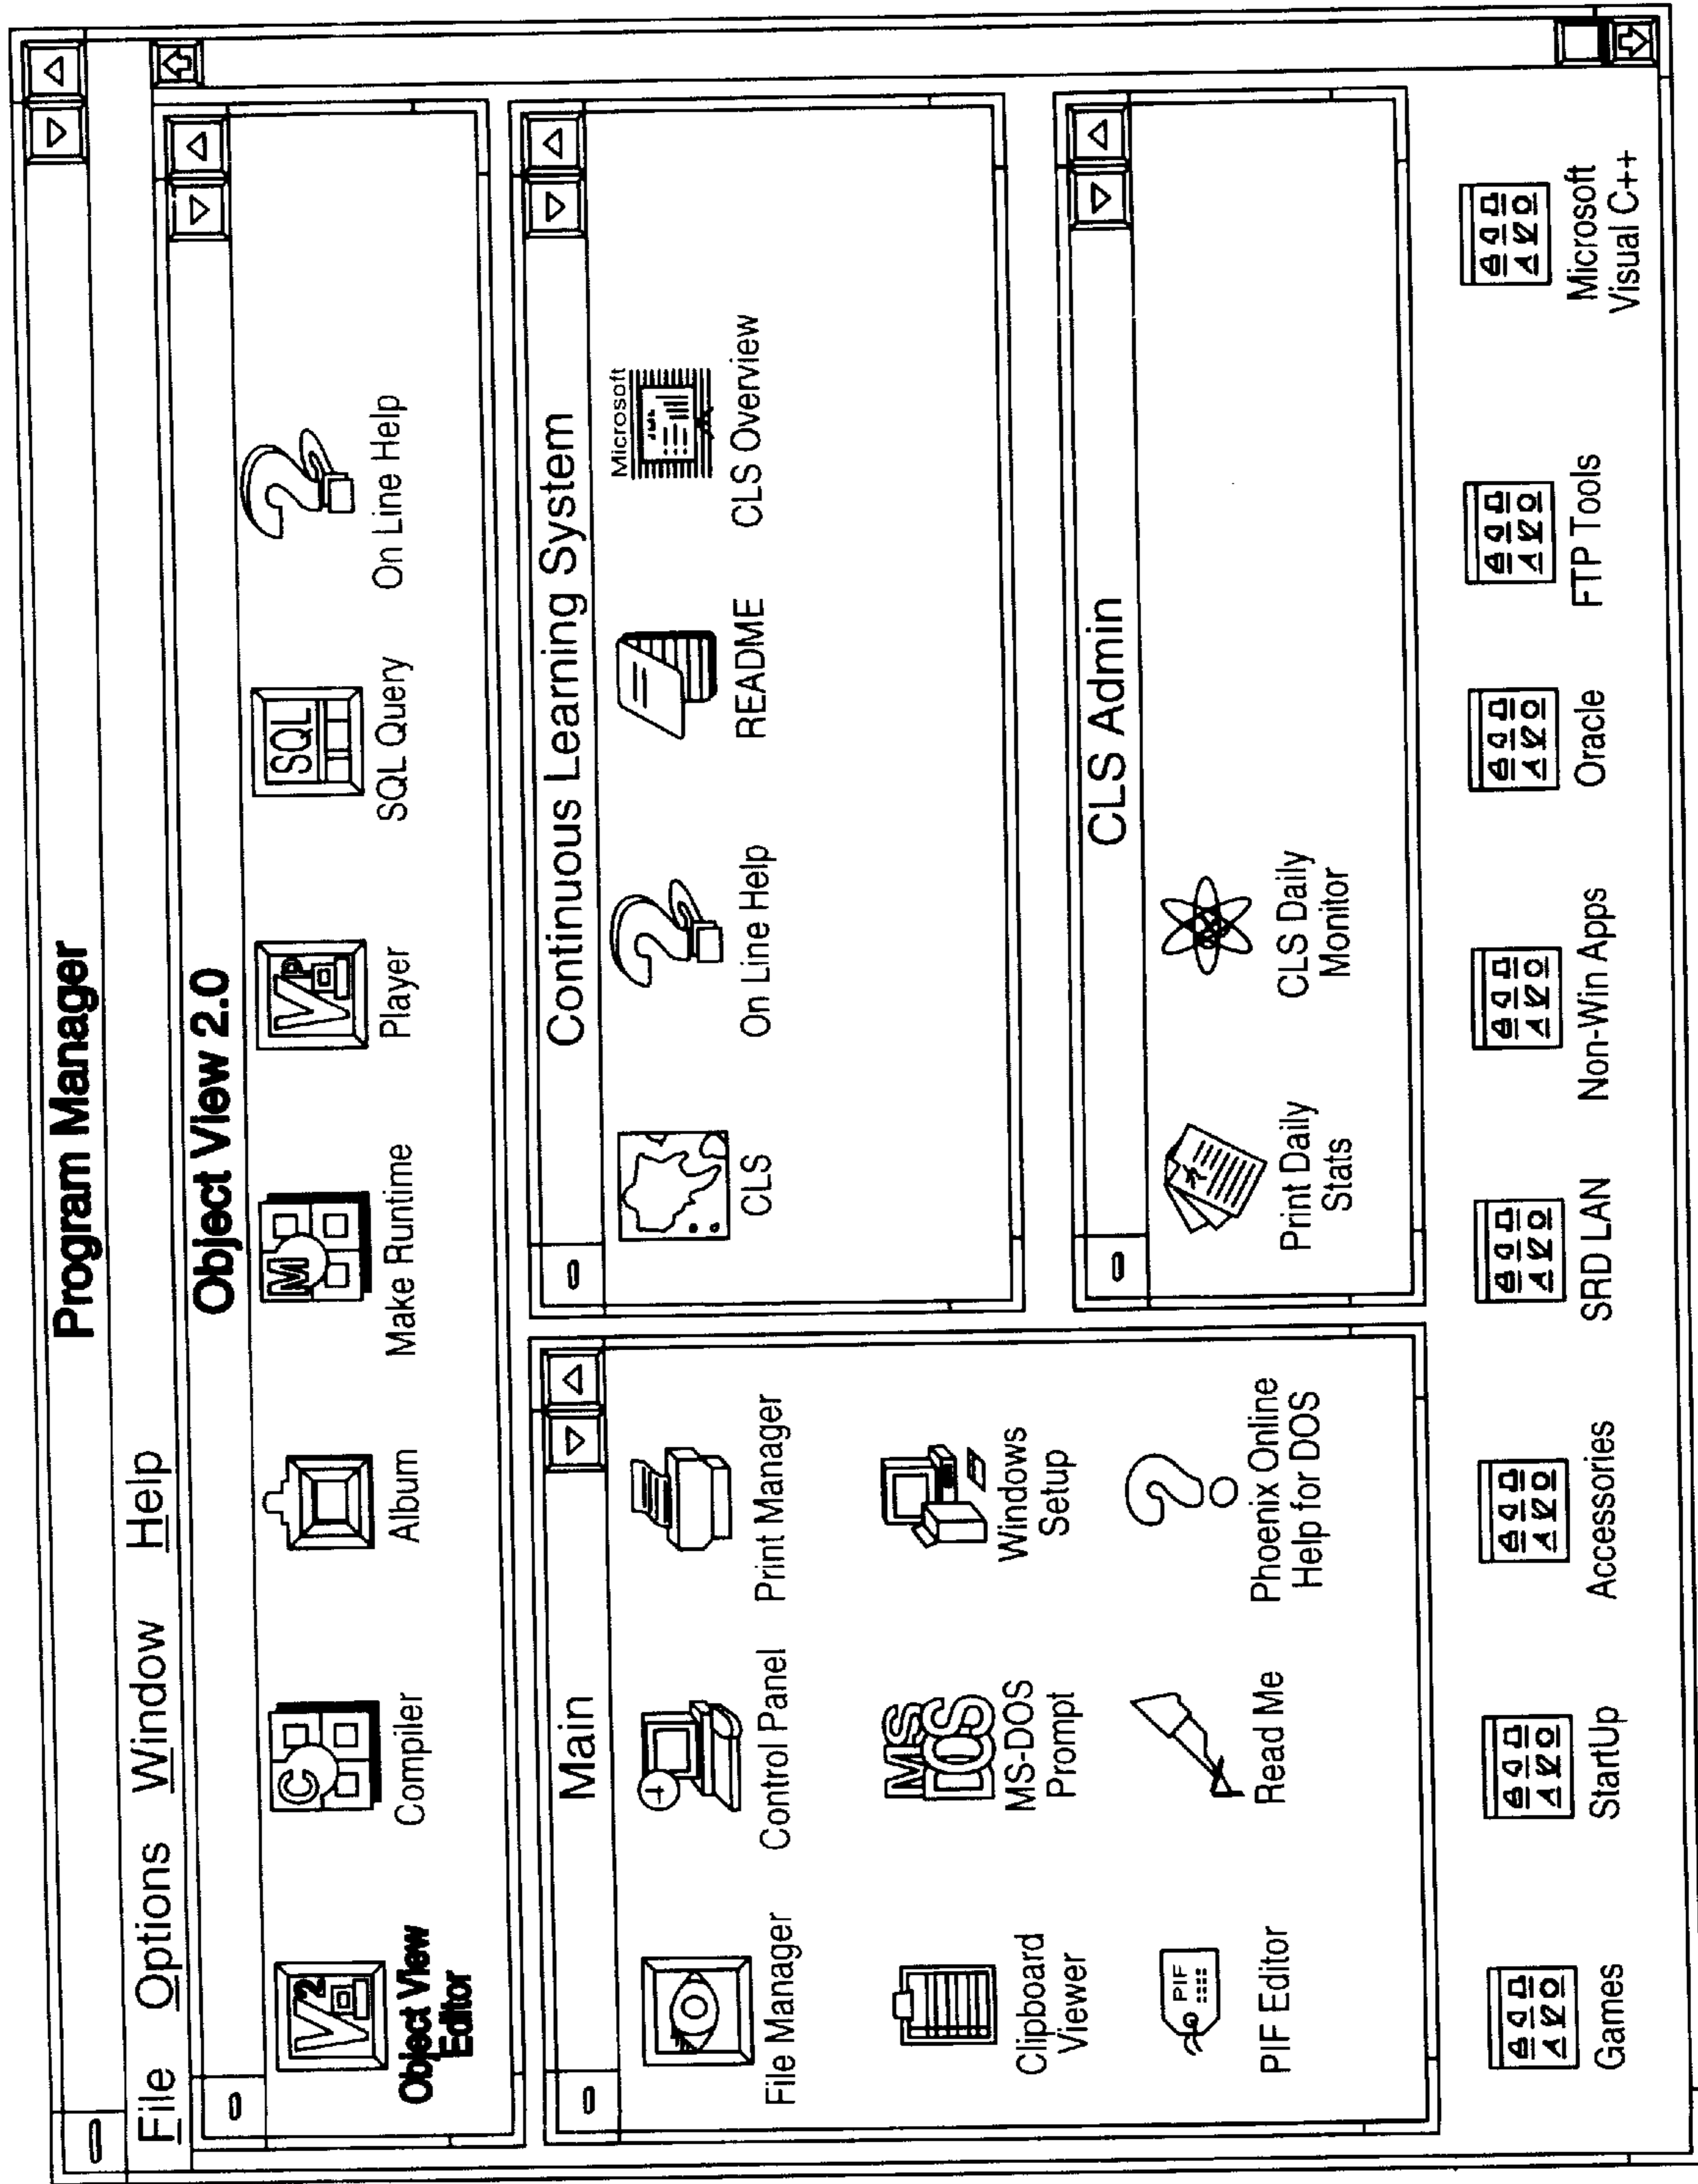 Program Manager
File Options Window Help
Object View 2.0
V2
C
M
VP
SQL
Object View
Editor
Compiler
Album
Make Runtime
Player
SQL Query
On Line Help
Main
File Manager
Control Panel
Print Manager
MS
DOS
Clipboard
Viewer
MS-DOS
Prompt
Windows
Setup
PIF
PIF Editor
Read Me
Phoenix Online
Help for DOS
Continuous Learning System
Microsoft
CLS
On Line Help
README
CLS Overview
CLS Admin
Print Daily
Stats
CLS Daily
Monitor
Games
StartUp
Accessories
SRD LAN
Non-Win Apps
Oracle
FTP Tools
Microsoft
Visual C++